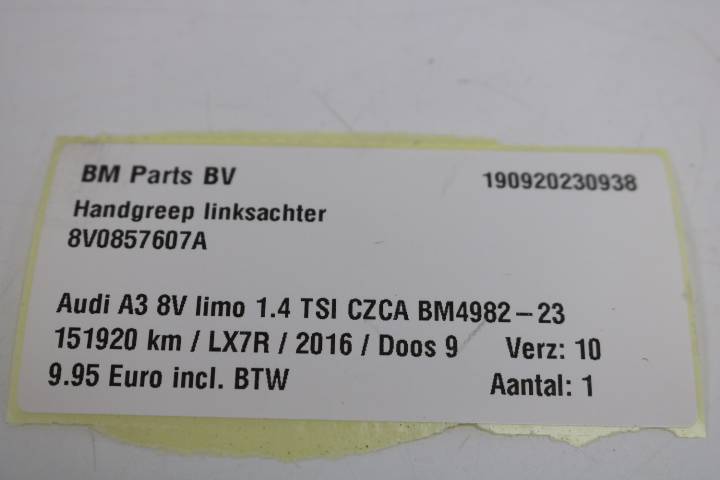 BM Parts BV 190920230938
Handgreep linksachter
8V0857607A
Audi A3 8V limo 1.4 TSI CZCA BM4982-23
151920 km / LX7R / 2016 / Doos 9 Verz: 10
9.95 Euro incl. BTW Aantal: 1